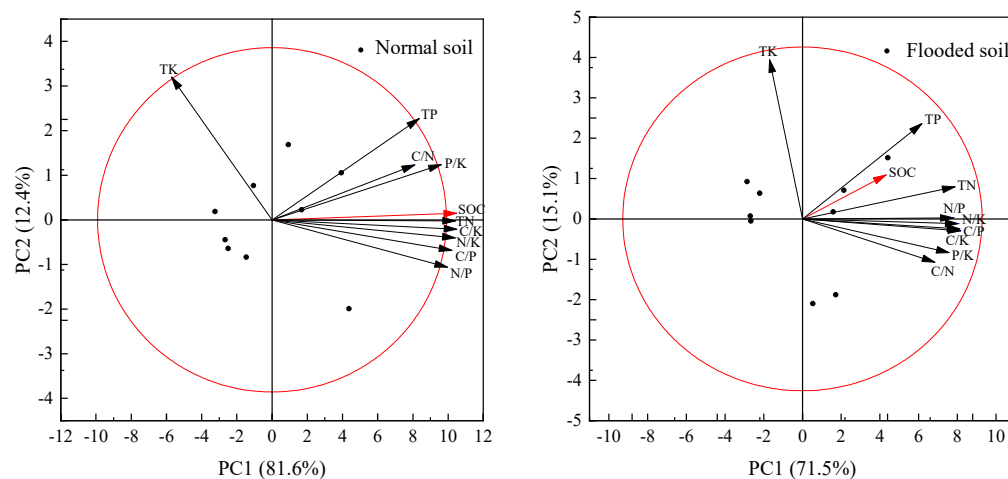 Normal soil
PC2 (12.4%)
4
3
2
1
0
-1
-2
-3
-4
TK
TP
C/N
P/K
SOC
TN
C/K
N/K
C/P
N/P
-12
-10
-8
-6
-4
-2
0
2
4
6
8
10
12
PC1 (81.6%)
Flooded soil
PC2 (15.1%)
5
4
3
2
1
0
-1
-2
-3
-4
-5
TK
TP
SOC
TN
N/P
N/K
C/P
C/K
P/K
C/N
-10
-8
-6
-4
-2
0
2
4
6
8
10
PC1 (71.5%)